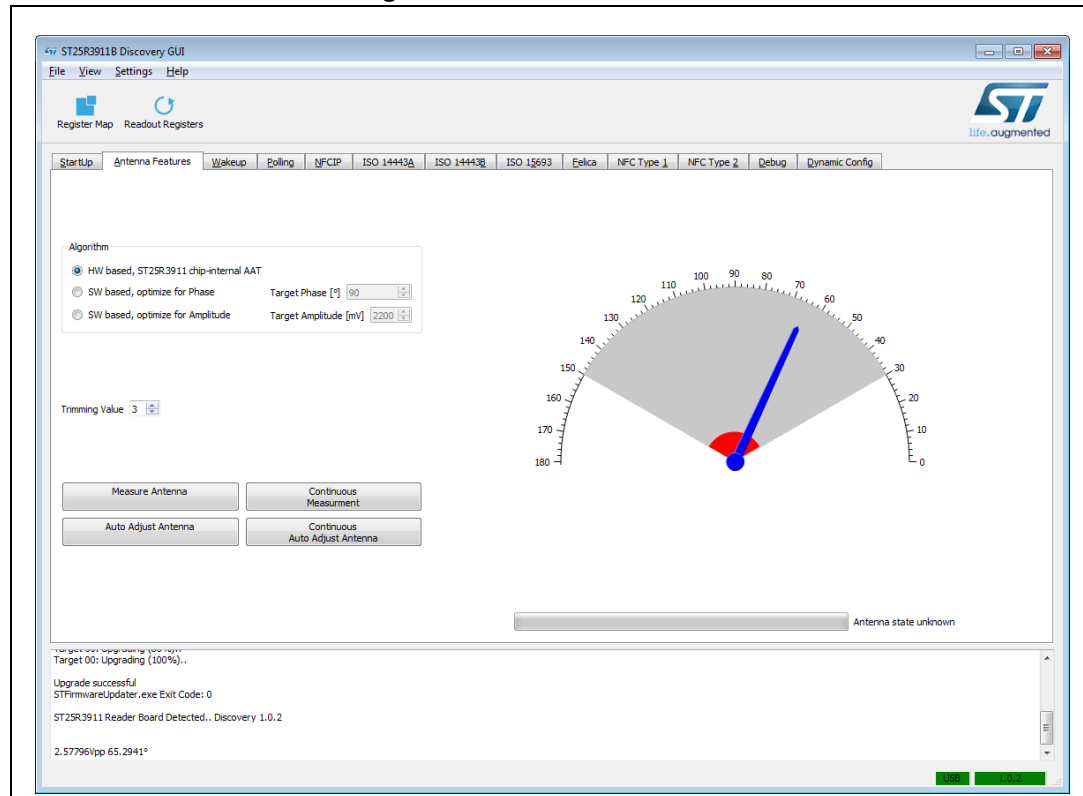 ST25R3911B Discovery GUI
File View Settings Help
Register Map Readout Registers
life.augmented
StartUp Antenna Features Wakeup Polling NFCIP ISO 14443A ISO 14443B ISO 15693 Felica NFC Type 1 NFC Type 2 Debug Dynamic Config
Algorithm
HW based, ST25R3911 chip-internal AAT
SW based, optimize for Phase Target Phase [º] 90
SW based, optimize for Amplitude Target Amplitude [mV] 2200
Trimming Value 3
Measure Antenna
Continuous
Measurment
Auto Adjust Antenna
Continuous
Auto Adjust Antenna
180
170
160
150
140
130
120
110
100
90
80
70
60
50
40
30
20
10
0
Antenna state unknown
Target 00: Upgrading (100%)..
Upgrade successful
STFirmwareUpdater.exe Exit Code: 0
ST25R3911 Reader Board Detected.. Discovery 1.0.2
2.57796Vpp 65.2941º
USB 1.0.2